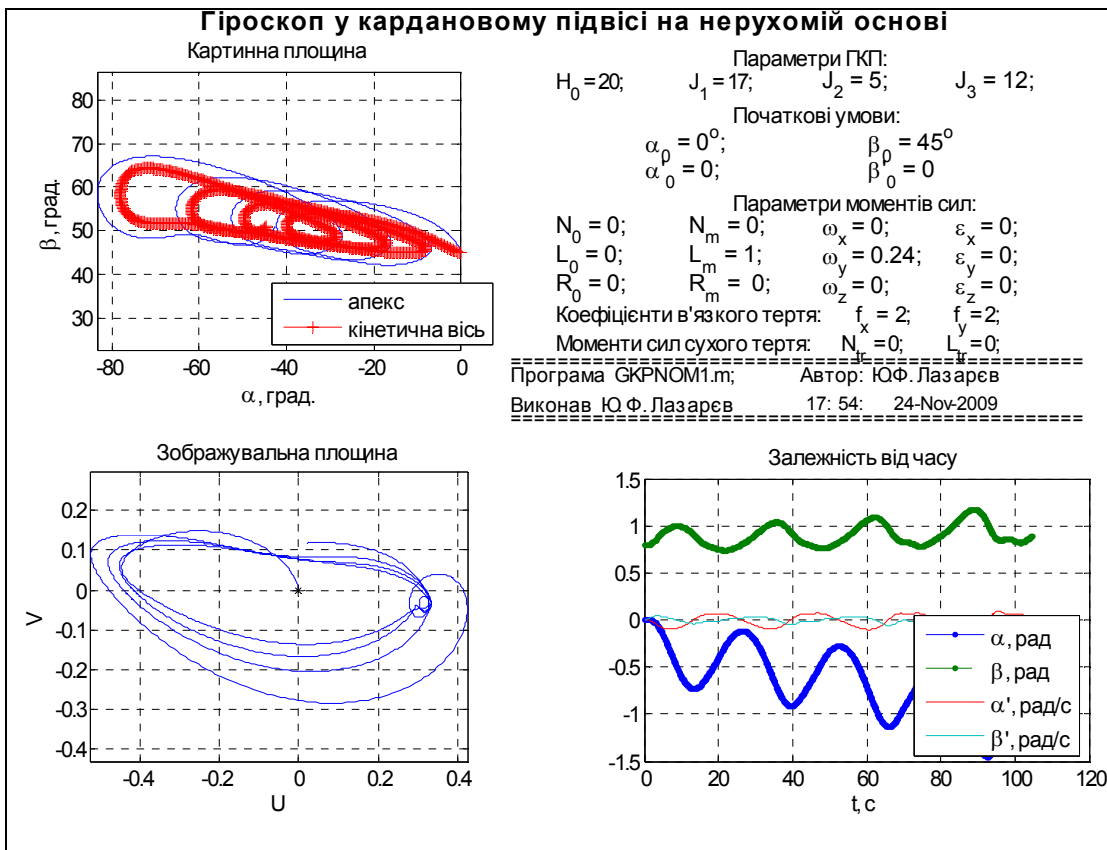 Гіроскоп у кардановому підвісі на нерухомій основі
Картинна площина
80
70
60
50
40
30
β, град.
-80
-60
-40
-20
0
α, град.
апекс
кінетична вісь
Параметри ГКП:
H0 = 20; J1 = 17; J2 = 5; J3 = 12;
Початкові умови:
α0 = 0°; β0 = 45°
α'0 = 0; β'0 = 0
Параметри моментів сил:
N0 = 0; Nm = 0; ωx = 0; εx = 0;
L0 = 0; Lm = 1; ωy = 0.24; εy = 0;
R0 = 0; Rm = 0; ωz = 0; εz = 0;
Коефіцієнти в'язкого тертя: fx = 2; fy = 2;
Моменти сил сухого тертя: Ntr = 0; Ltr = 0;
Програма GKPNOM1.m; Автор: Ю.Ф. Лазарєв
Виконав Ю.Ф. Лазарєв 17: 54: 24-Nov-2009
Зображувальна площина
0.2
0.1
0
-0.1
-0.2
-0.3
-0.4
V
-0.4
-0.2
0
0.2
0.4
U
Залежність від часу
1.5
1
0.5
0
-0.5
-1
-1.5
0
20
40
60
80
100
120
t, c
α, рад
β, рад
α', рад/с
β', рад/с